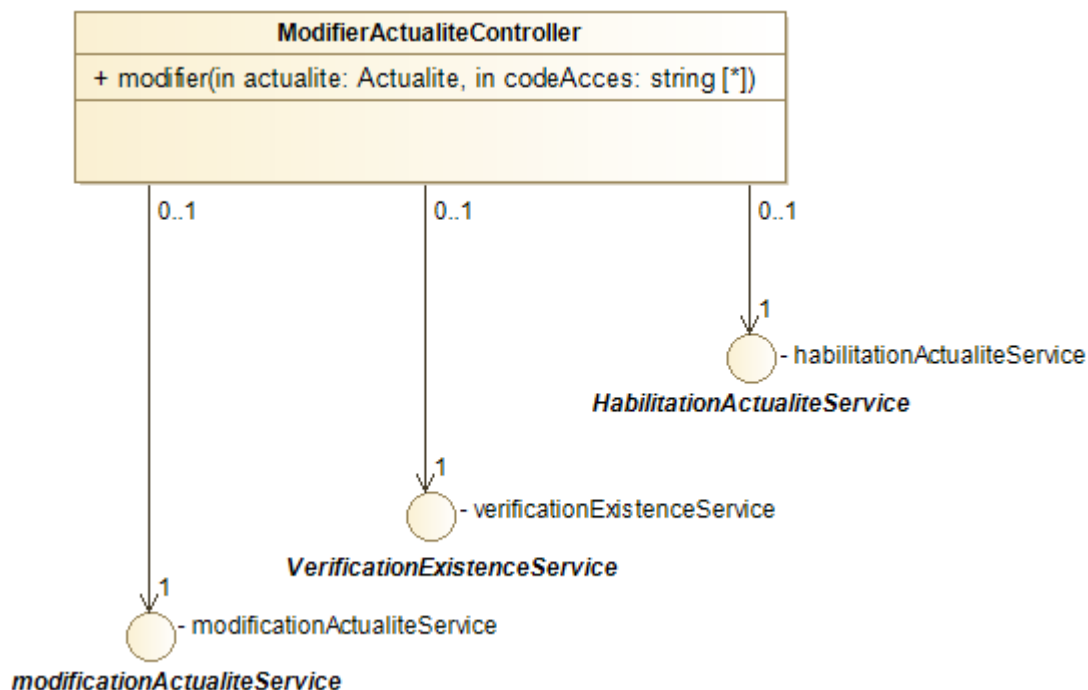 ModifierActualiteController
+ modifier(in actualite: Actualite, in codeAcces: string [*])
0..1
0..1
0..1
1
- habilitationActualiteService
HabilitationActualiteService
1
- verificationExistenceService
VerificationExistenceService
1
- modificationActualiteService
modificationActualiteService